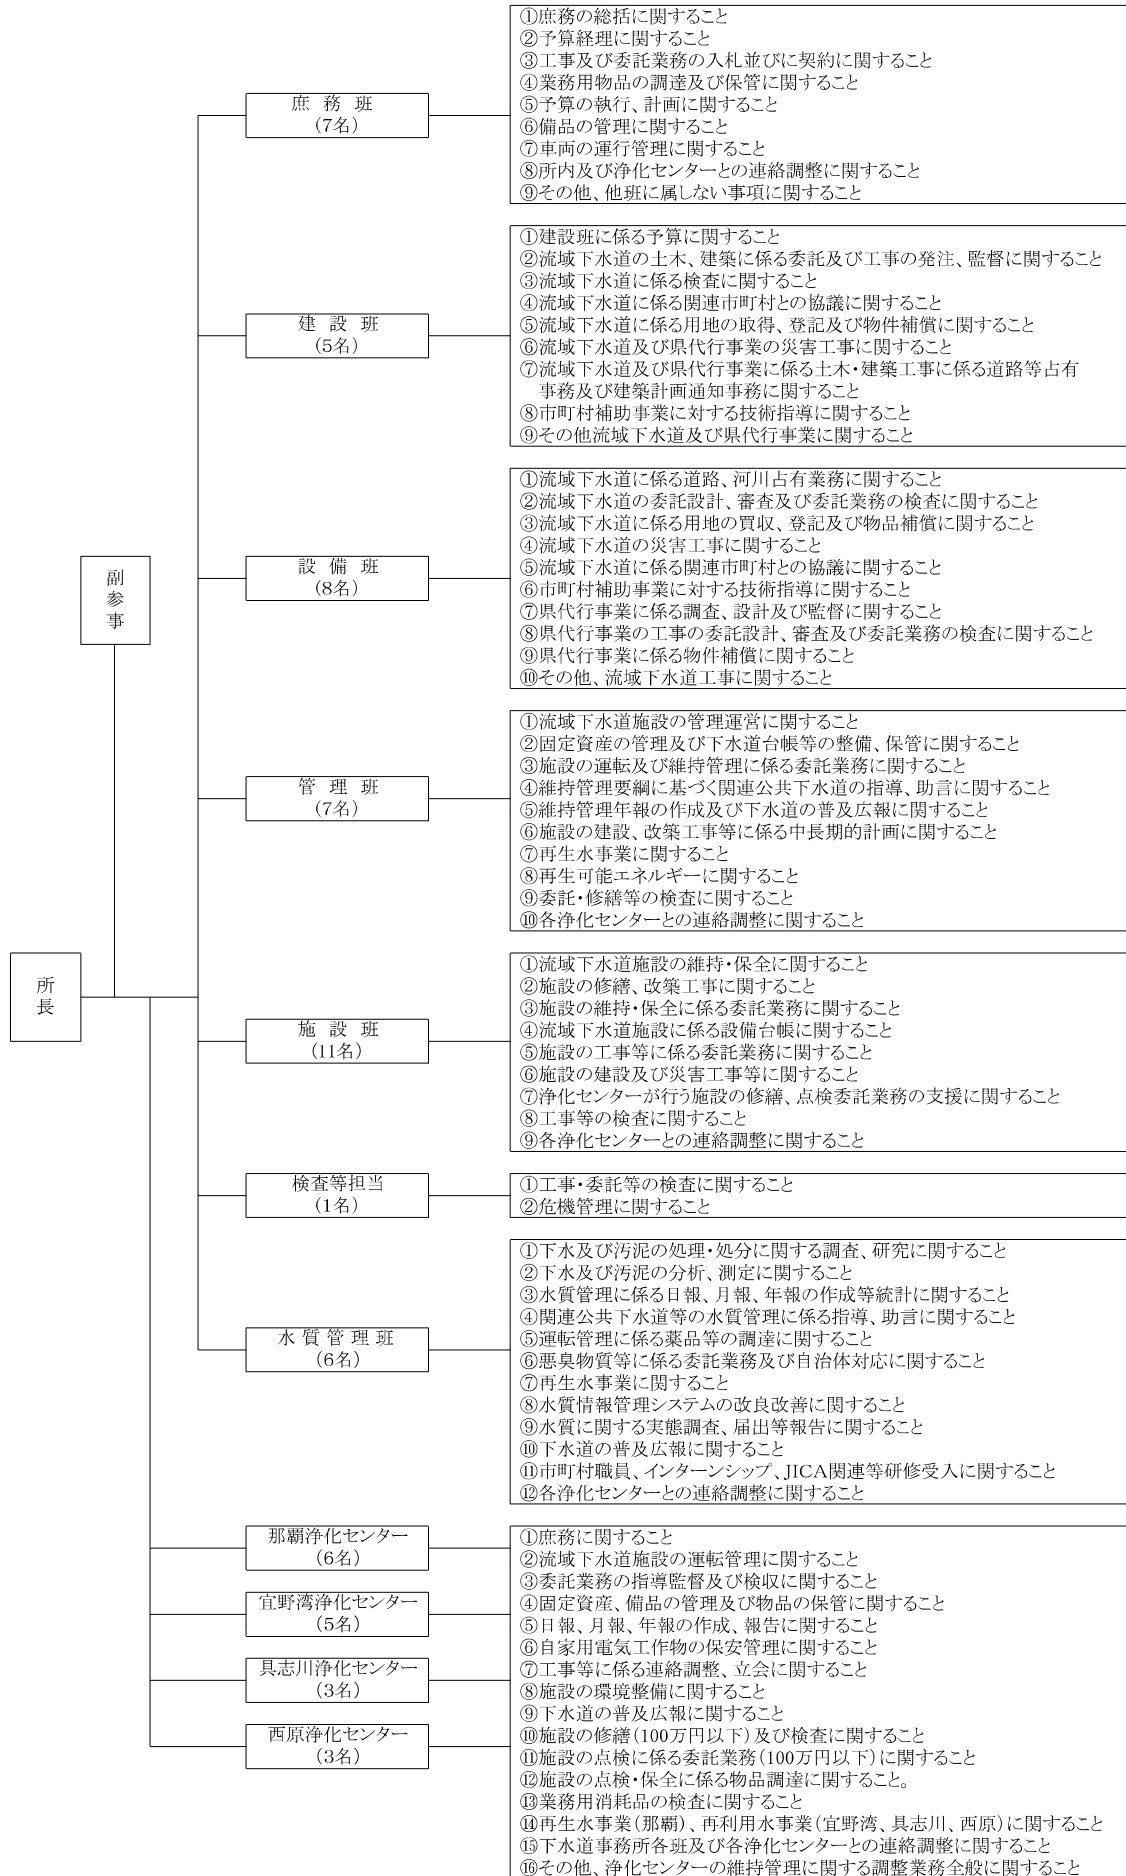 所
長
副
参
事
庶 務 班
(7名)
①庶務の総括に関すること
②予算経理に関すること
③工事及び委託業務の入札並びに契約に関すること
④業務用物品の調達及び保管に関すること
⑤予算の執行、計画に関すること
⑥備品の管理に関すること
⑦車両の運行管理に関すること
⑧所内及び浄化センターとの連絡調整に関すること
⑨その他、他班に属しない事項に関すること
建 設 班
(5名)
①建設班に係る予算に関すること
②流域下水道の土木、建築に係る委託及び工事の発注、監督に関すること
③流域下水道に係る検査に関すること
④流域下水道に係る関連市町村との協議に関すること
⑤流域下水道に係る用地の取得、登記及び物件補償に関すること
⑥流域下水道及び県代行事業の災害工事に関すること
⑦流域下水道及び県代行事業に係る土木・建築工事に係る道路等占有
事務及び建築計画通知事務に関すること
⑧市町村補助事業に対する技術指導に関すること
⑨その他流域下水道及び県代行事業に関すること
設 備 班
(8名)
①流域下水道に係る道路、河川占有業務に関すること
②流域下水道の委託設計、審査及び委託業務の検査に関すること
③流域下水道に係る用地の買収、登記及び物品補償に関すること
④流域下水道の災害工事に関すること
⑤流域下水道に係る関連市町村との協議に関すること
⑥市町村補助事業に対する技術指導に関すること
⑦県代行事業に係る調査、設計及び監督に関すること
⑧県代行事業の工事の委託設計、審査及び委託業務の検査に関すること
⑨県代行事業に係る物件補償に関すること
⑩その他、流域下水道工事に関すること
管 理 班
(7名)
①流域下水道施設の管理運営に関すること
②固定資産の管理及び下水道台帳等の整備、保管に関すること
③施設の運転及び維持管理に係る委託業務に関すること
④維持管理要綱に基づく関連公共下水道の指導、助言に関すること
⑤維持管理年報の作成及び下水道の普及広報に関すること
⑥施設の建設、改築工事等に係る中長期的計画に関すること
⑦再生水事業に関すること
⑧再生可能エネルギーに関すること
⑨委託・修繕等の検査に関すること
⑩各浄化センターとの連絡調整に関すること
施 設 班
(11名)
①流域下水道施設の維持・保全に関すること
②施設の修繕、改築工事に関すること
③施設の維持・保全に係る委託業務に関すること
④流域下水道施設に係る設備台帳に関すること
⑤施設の工事等に係る委託業務に関すること
⑥施設の建設及び災害工事等に関すること
⑦浄化センターが行う施設の修繕、点検委託業務の支援に関すること
⑧工事等の検査に関すること
⑨各浄化センターとの連絡調整に関すること
検査等担当
(1名)
①工事・委託等の検査に関すること
②危機管理に関すること
水 質 管 理 班
(6名)
①下水及び汚泥の処理・処分に関する調査、研究に関すること
②下水及び汚泥の分析、測定に関すること
③水質管理に係る日報、月報、年報の作成等統計に関すること
④関連公共下水道等の水質管理に係る指導、助言に関すること
⑤運転管理に係る薬品等の調達に関すること
⑥悪臭物質等に係る委託業務及び自治体対応に関すること
⑦再生水事業に関すること
⑧水質情報管理システムの改良改善に関すること
⑨水質に関する実態調査、届出等報告に関すること
⑩下水道の普及広報に関すること
⑪市町村職員、インターンシップ、JICA関連等研修受入に関すること
⑫各浄化センターとの連絡調整に関すること
那覇浄化センター
(6名)
宜野湾浄化センター
(5名)
具志川浄化センター
(3名)
西原浄化センター
(3名)
①庶務に関すること
②流域下水道施設の運転管理に関すること
③委託業務の指導監督及び検収に関すること
④固定資産、備品の管理及び物品の保管に関すること
⑤日報、月報、年報の作成、報告に関すること
⑥自家用電気工作物の保安管理に関すること
⑦工事等に係る連絡調整、立会に関すること
⑧施設の環境整備に関すること
⑨下水道の普及広報に関すること
⑩施設の修繕(100万円以下)及び検査に関すること
⑪施設の点検に係る委託業務(100万円以下)に関すること
⑫施設の点検・保全に係る物品調達に関すること。
⑬業務用消耗品の検査に関すること
⑭再生水事業(那覇)、再利用水事業(宜野湾、具志川、西原)に関すること
⑮下水道事務所各班及び各浄化センターとの連絡調整に関すること
⑯その他、浄化センターの維持管理に関する調整業務全般に関すること